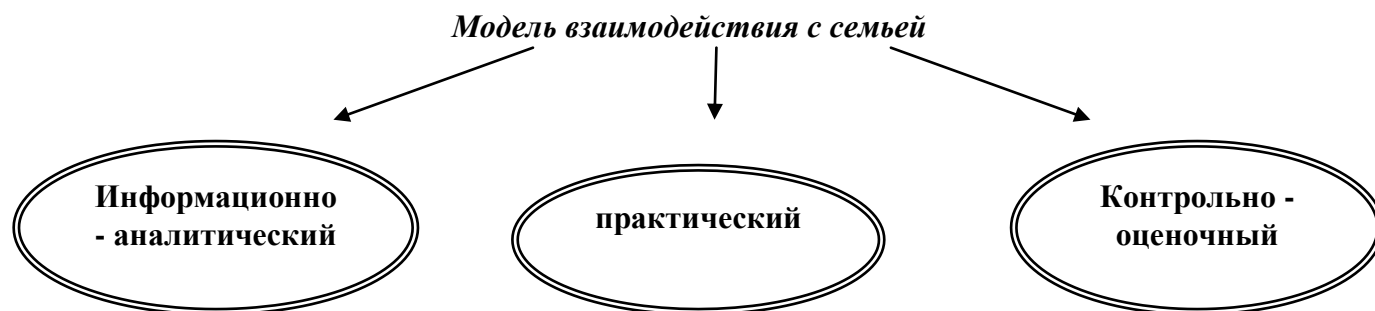 Модель взаимодействия с семьей
Информационно
- аналитический
практический
Контрольно -
оценочный